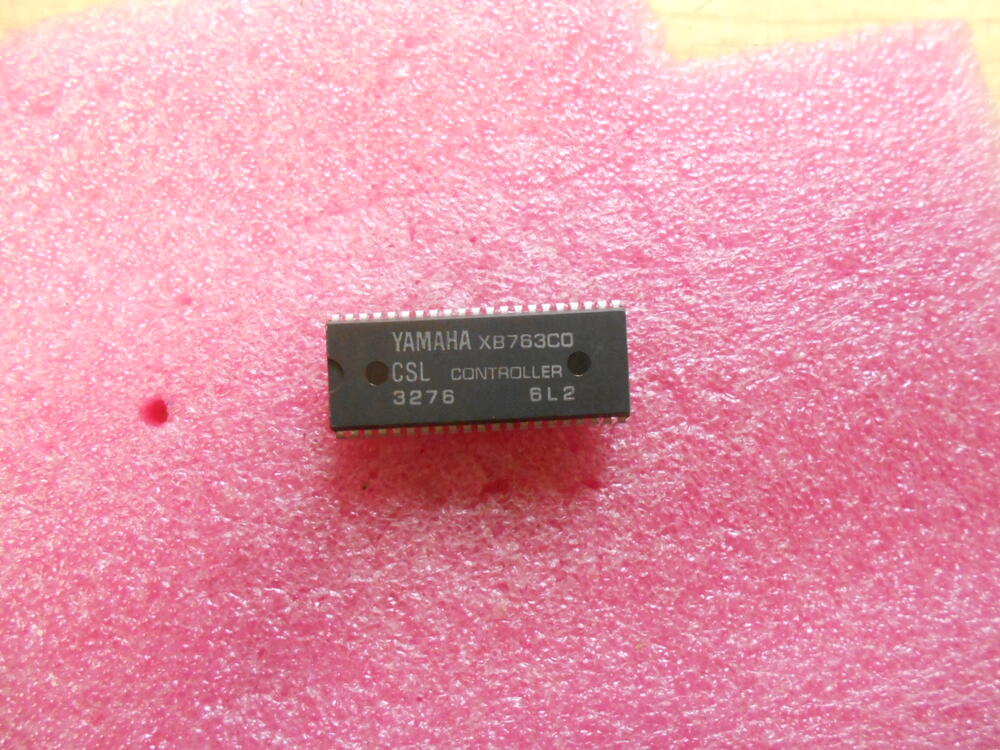 YAMAHA XB763C0
CSL CONTROLLER
3276 6L2